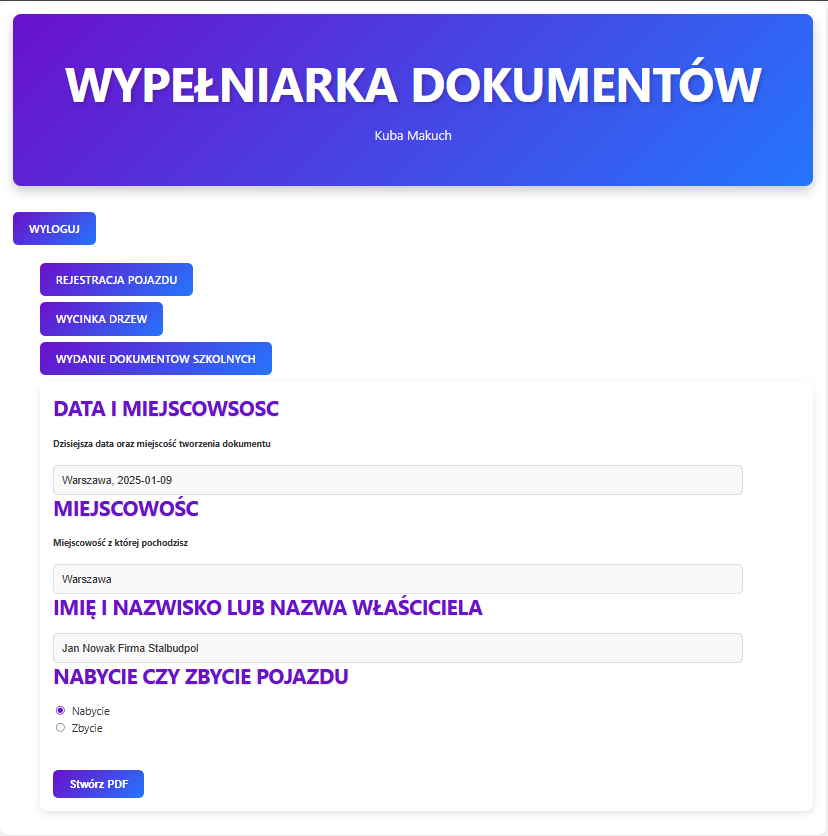 WYPEŁNIARKA DOKUMENTÓW
Kuba Makuch
WYLOGUJ
REJESTRACJA POJAZDU
WYCINKA DRZEW
WYDANIE DOKUMENTOW SZKOLNYCH
DATA I MIEJSCOWSOSC
Dzisiejsza data oraz miejscość tworzenia dokumentu
Warszawa, 2025-01-09
MIEJSCOWOŚC
Miejscowość z której pochodzisz
Warszawa
IMIĘ I NAZWISKO LUB NAZWA WŁAŚCICIELA
Jan Nowak Firma Stalbudpol
NABYCIE CZY ZBYCIE POJAZDU
Nabycie
Zbycie
Stwórz PDF